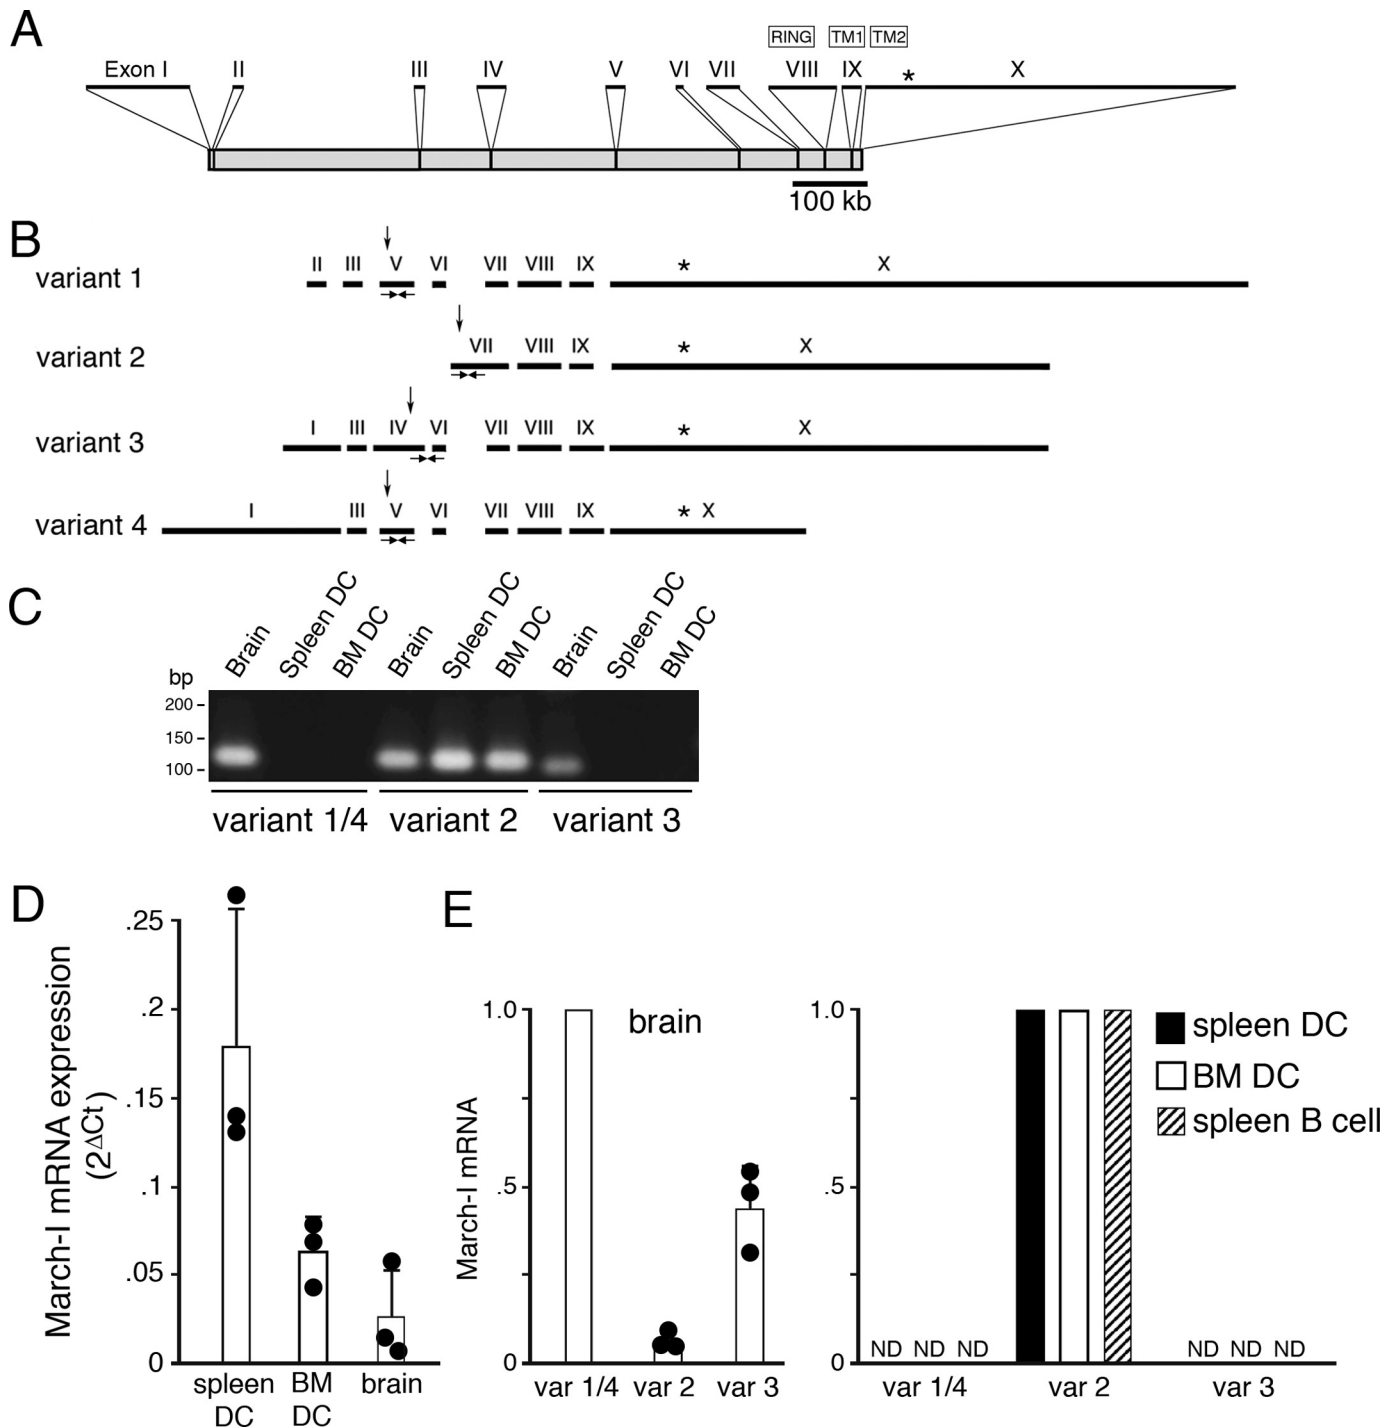 A
RING TM1 TM2
Exon I II III IV V VI VII VIII IX * X
100 kb
B
variant 1 II III V VI VII VIII IX * X
variant 2 VII VIII IX * X
variant 3 I III IV VI VII VIII IX * X
variant 4 I III V VI VII VIII IX * X
C
Brain Spleen DC BM DC Brain Spleen DC BM DC Brain Spleen DC BM DC
bp
200
150
100
variant 1/4 variant 2 variant 3
D
March-I mRNA expression
(2^ΔCt)
.25
.2
.15
.1
.05
0
spleen DC BM DC brain
E
March-I mRNA
1.0
.5
0
brain
var 1/4 var 2 var 3
1.0
.5
0
ND ND ND ND ND ND
var 1/4 var 2 var 3
spleen DC
BM DC
spleen B cell